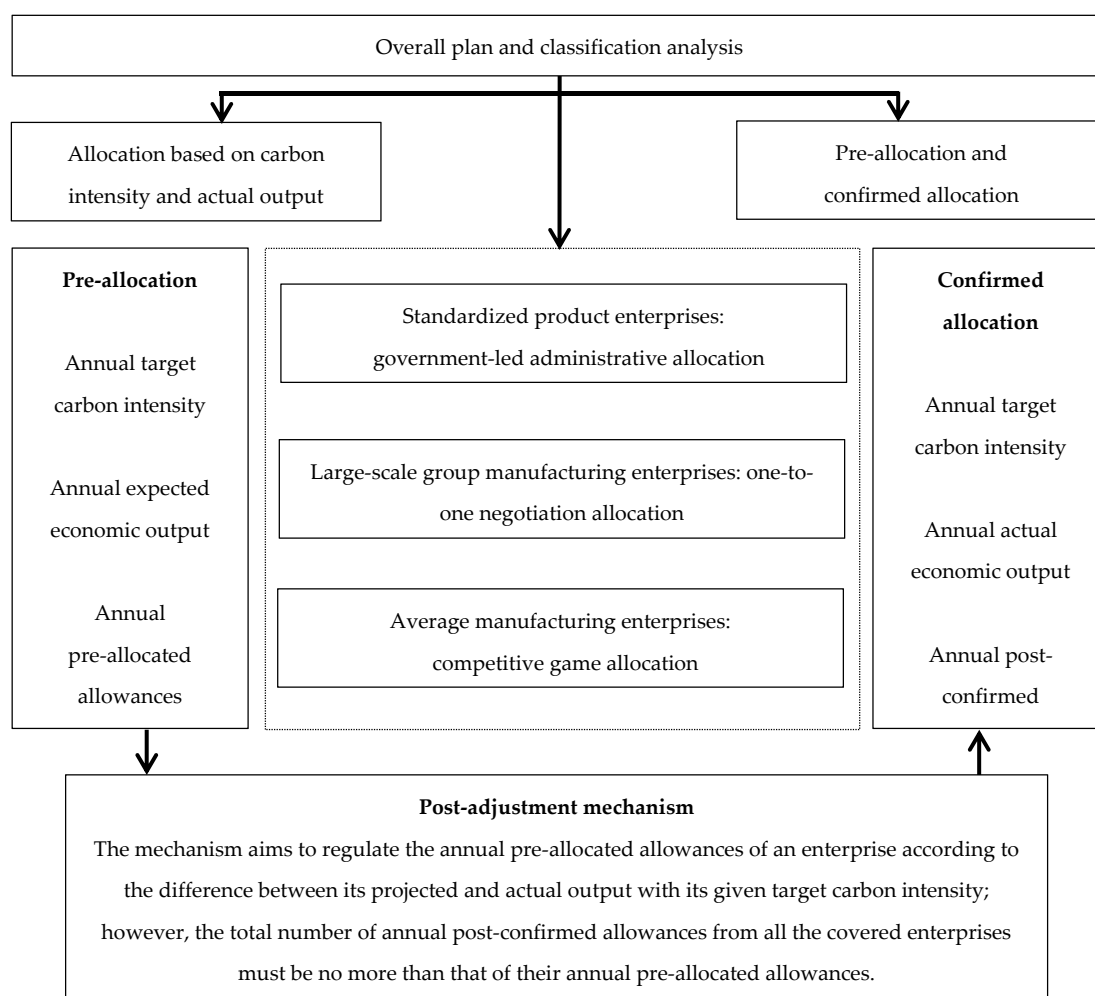 Overall plan and classification analysis
Allocation based on carbon
intensity and actual output
Pre-allocation and
confirmed allocation
Pre-allocation
Annual target
carbon intensity
Annual expected
economic output
Annual
pre-allocated
allowances
Standardized product enterprises:
government-led administrative allocation
Large-scale group manufacturing enterprises: one-to-
one negotiation allocation
Average manufacturing enterprises:
competitive game allocation
Confirmed
allocation
Annual target
carbon intensity
Annual actual
economic output
Annual post-
confirmed
Post-adjustment mechanism
The mechanism aims to regulate the annual pre-allocated allowances of an enterprise according to
the difference between its projected and actual output with its given target carbon intensity;
however, the total number of annual post-confirmed allowances from all the covered enterprises
must be no more than that of their annual pre-allocated allowances.